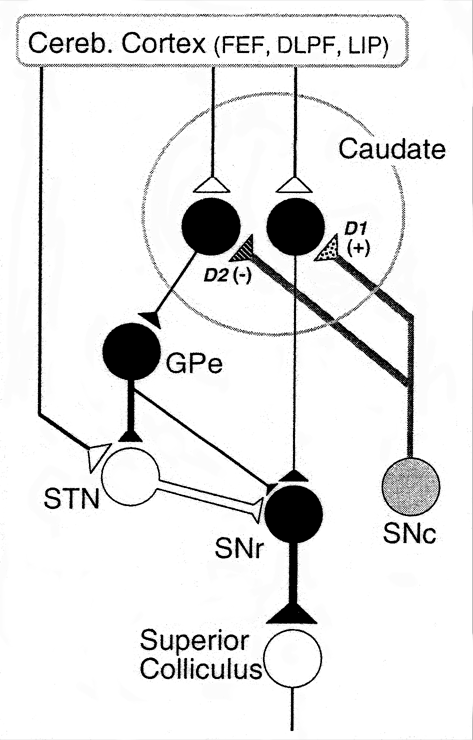 Cereb. Cortex (FEF, DLPF, LIP)
Caudate
D1
(+)
D2 (-)
GPe
STN
SNr
SNc
Superior
Colliculus